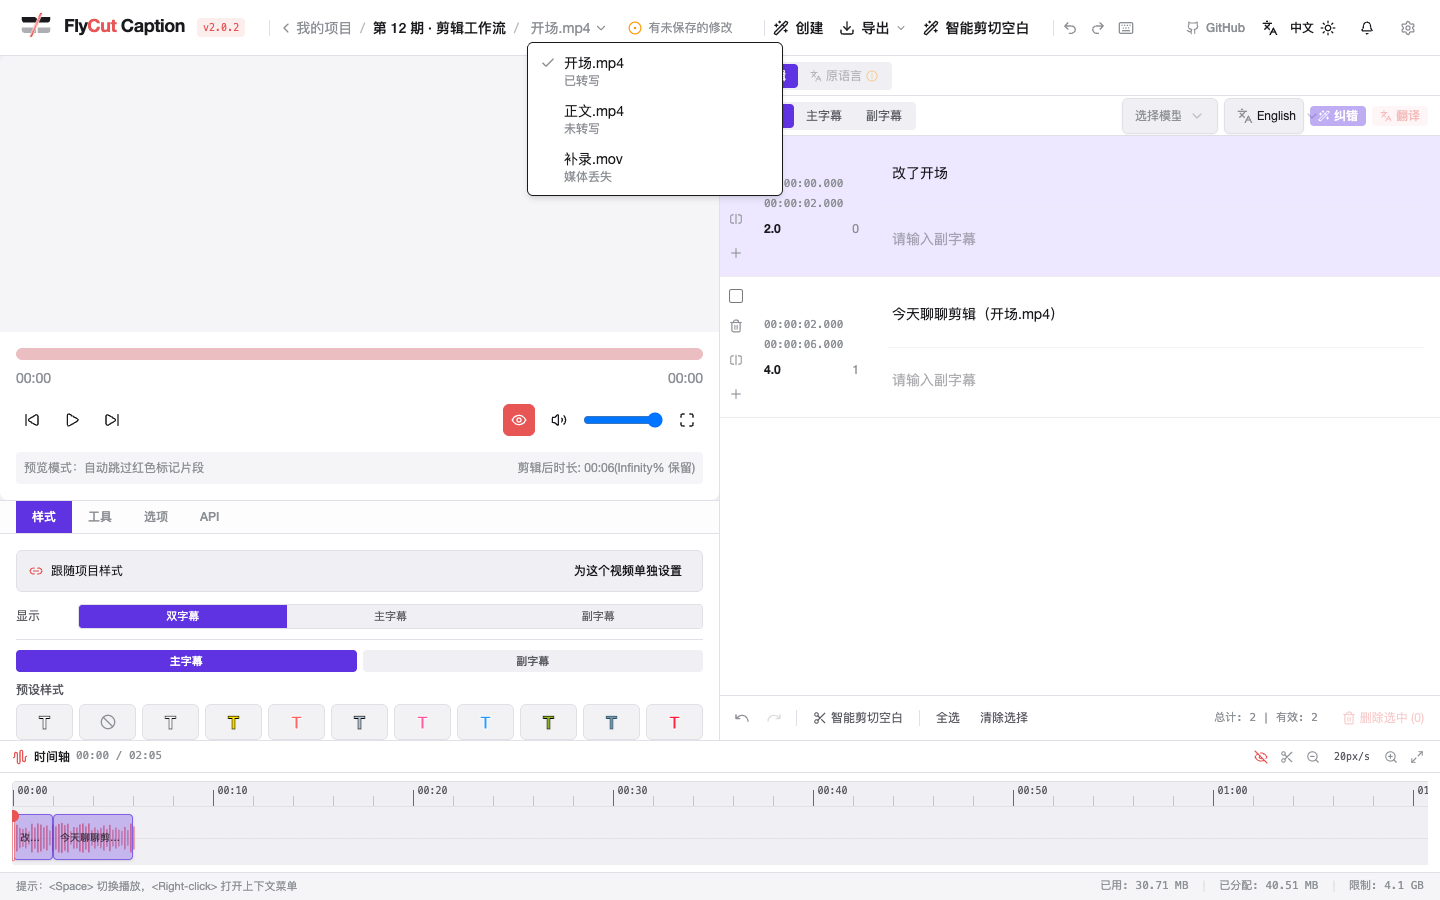 FlyCut Caption v2.0.2 我的项目 / 第 12 期 · 剪辑工作流 / 开场.mp4 有未保存的修改 创建 导出 智能剪切空白 GitHub 中文
开场.mp4
已转写
正文.mp4
未转写
补录.mov
媒体丢失
原语言
主字幕 副字幕 选择模型 English 纠错 翻译
00:00.000
00:00:02.000
2.0 0
改了开场
请输入副字幕
00:00:02.000
00:00:06.000
4.0 1
今天聊聊剪辑（开场.mp4）
请输入副字幕
00:00 00:00
预览模式：自动跳过红色标记片段 剪辑后时长: 00:06(Infinity% 保留)
样式 工具 选项 API
跟随项目样式 为这个视频单独设置
显示 双字幕 主字幕 副字幕
主字幕 副字幕
预设样式
T T T T T T T T T T
智能剪切空白 全选 清除选择 总计: 2 | 有效: 2 删除选中 (0)
时间轴 00:00 / 02:05 20px/s
00:00 00:10 00:20 00:30 00:40 00:50 01:00 01
改... 今天聊聊剪...
提示：<Space> 切换播放，<Right-click> 打开上下文菜单 已用: 30.71 MB 已分配: 40.51 MB 限制: 4.1 GB